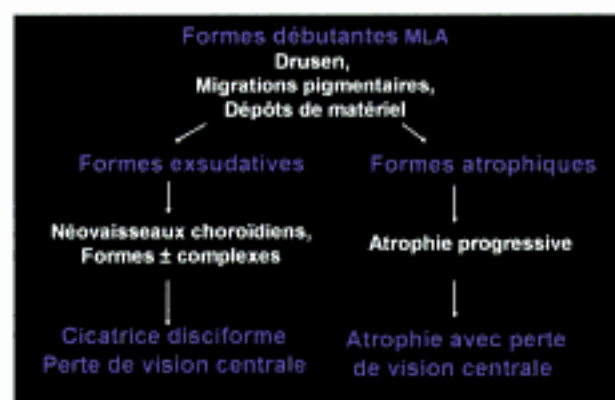 Formes débutantes MLA
Drusen,
Migrations pigmentaires,
Dépôts de matériel
Formes exsudatives
Formes atrophiques
Néovaisseaux choroïdiens,
Formes ± complexes
Atrophie progressive
Cicatrice disciforme
Perte de vision centrale
Atrophie avec perte
de vision centrale